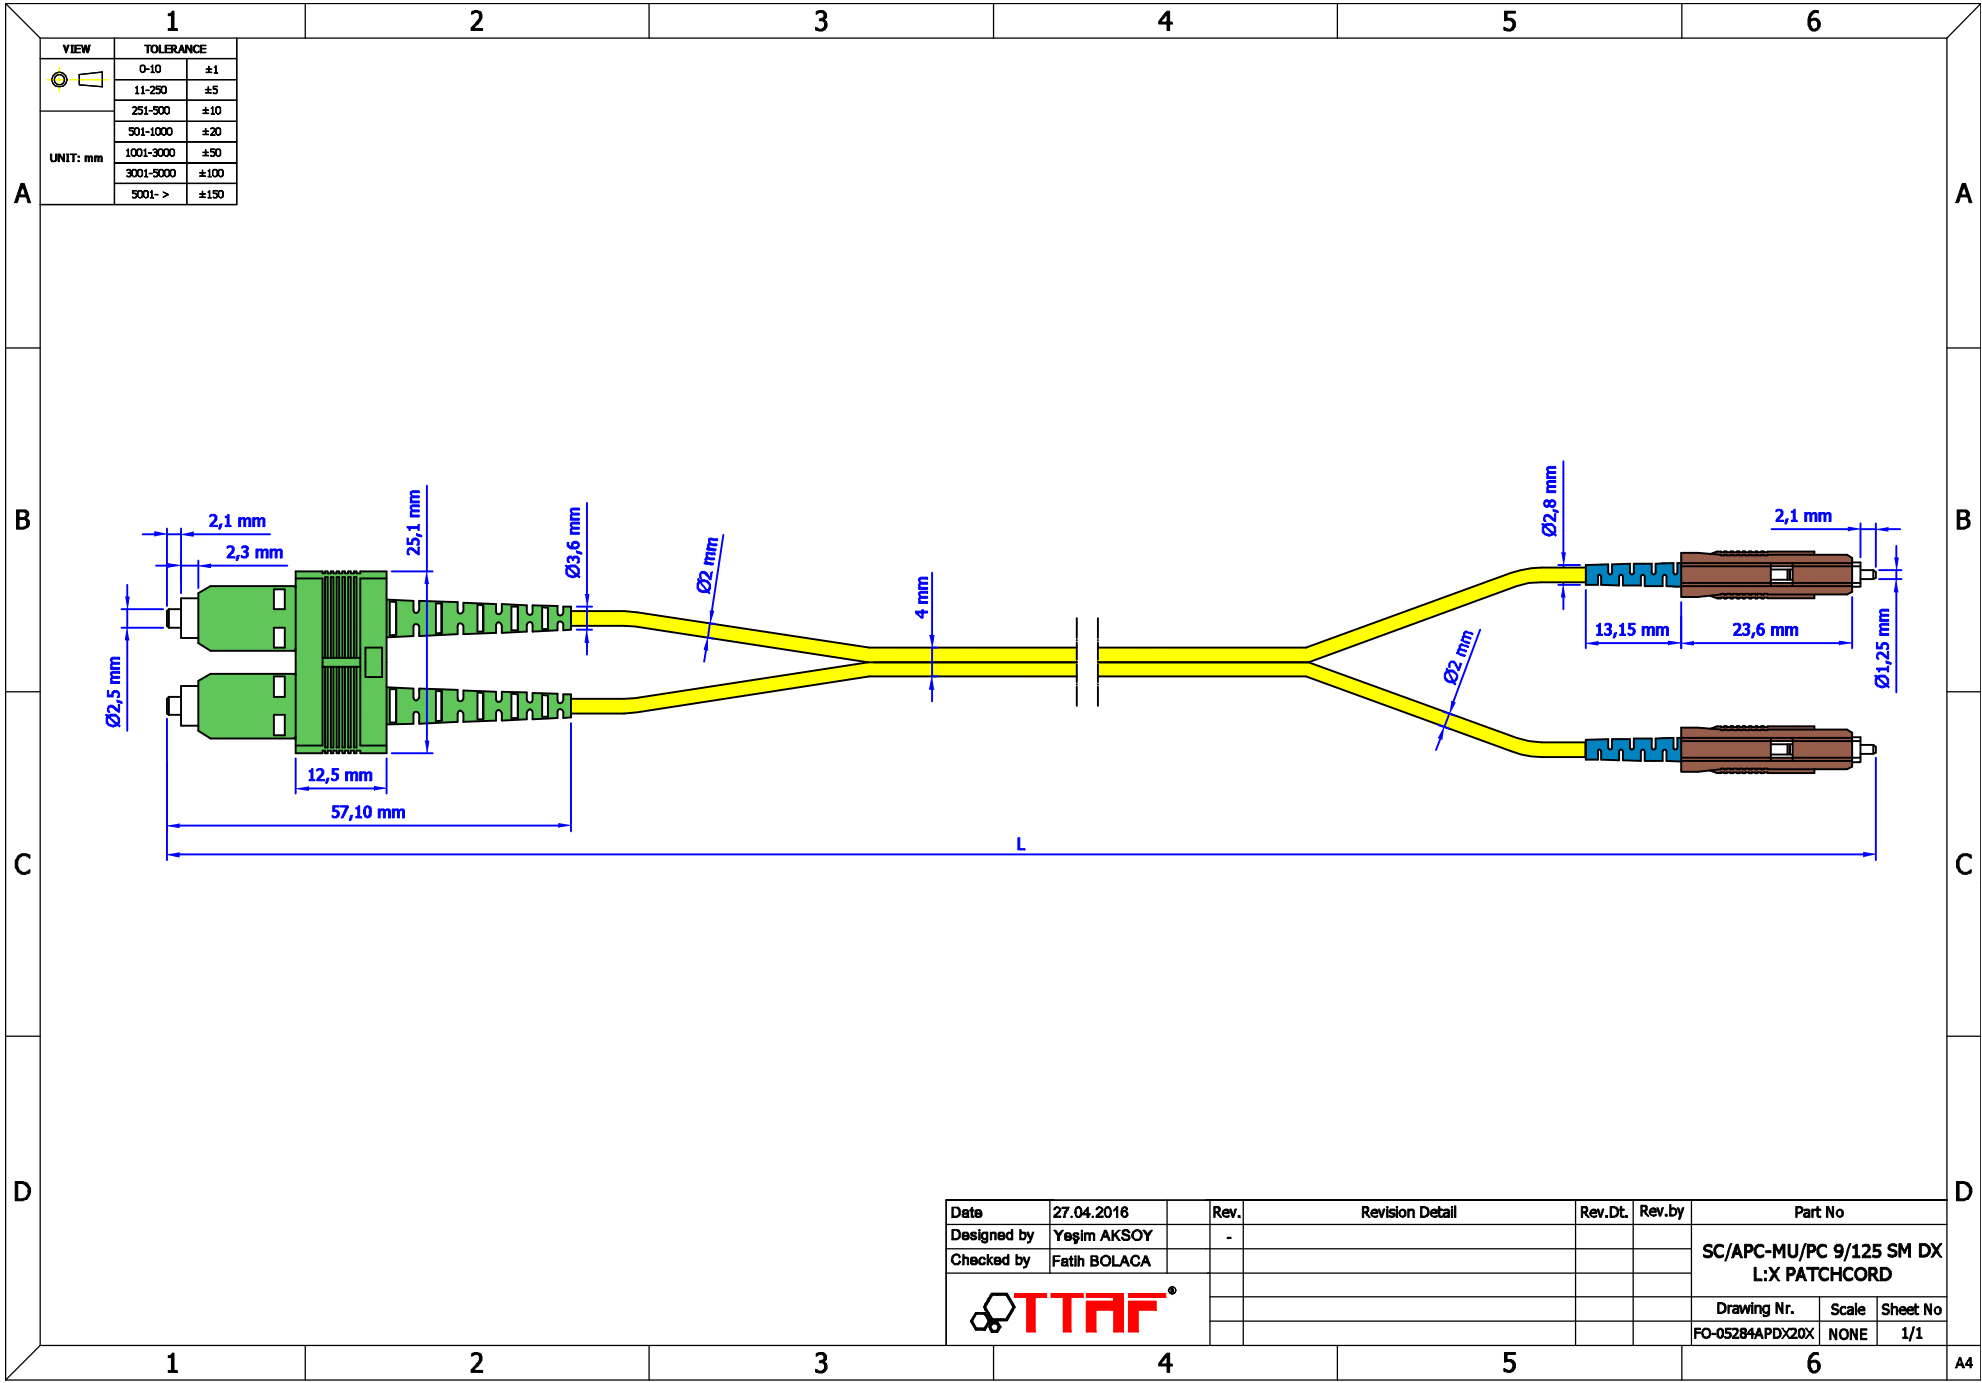 1 2 3 4 5 6
VIEW TOLERANCE
0-10 ±1
11-250 ±5
251-500 ±10
501-1000 ±20
UNIT: mm 1001-3000 ±50
3001-5000 ±100
5001- > ±150
A A
B B
2,1 mm
2,3 mm
25,1 mm
Ø3,6 mm
Ø2 mm
4 mm
Ø2,8 mm
2,1 mm
Ø2,5 mm
Ø2 mm
13,15 mm
23,6 mm
Ø1,25 mm
12,5 mm
57,10 mm
L
C C
D D
Date 27.04.2016 Rev. Revision Detail Rev.Dt. Rev.by Part No
Designed by Yeşim AKSOY -
Checked by Fatih BOLACA
SC/APC-MU/PC 9/125 SM DX
L:X PATCHCORD
TTAF®
Drawing Nr. Scale Sheet No
FO-05284APDX20X NONE 1/1
1 2 3 4 5 6 A4